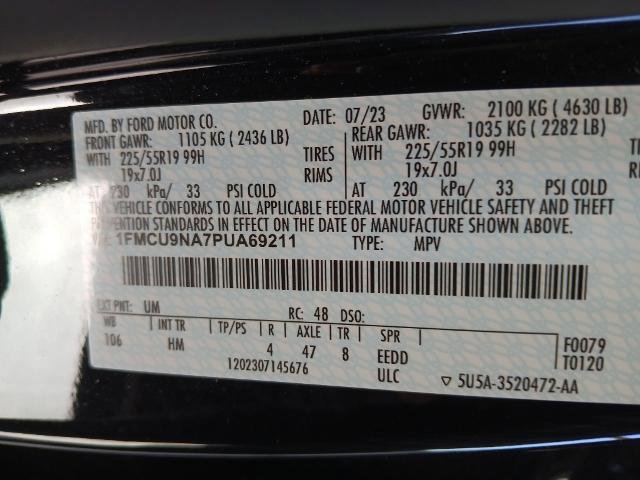 MFD. BY FORD MOTOR CO. DATE: 07/23 GVWR: 2100 KG ( 4630 LB)
FRONT GAWR: 1105 KG ( 2436 LB) REAR GAWR: 1035 KG ( 2282 LB)
WITH 225/55R19 99H TIRES WITH 225/55R19 99H
19x7.0J RIMS 19x7.0J
AT 230 kPa/ 33 PSI COLD AT 230 kPa/ 33 PSI COLD
THIS VEHICLE CONFORMS TO ALL APPLICABLE FEDERAL MOTOR VEHICLE SAFETY AND THEFT
PREVENTION STANDARDS IN EFFECT ON THE DATE OF MANUFACTURE SHOWN ABOVE.
VIN: 1FMCU9NA7PUA69211 TYPE: MPV
EXT PNT: UM RC: 48 DSO:
WB INT TR TP/PS R AXLE TR SPR F0079
106 HM 4 47 8 EEDD T0120
1202307145676 ULC ▽ 5U5A-3520472-AA